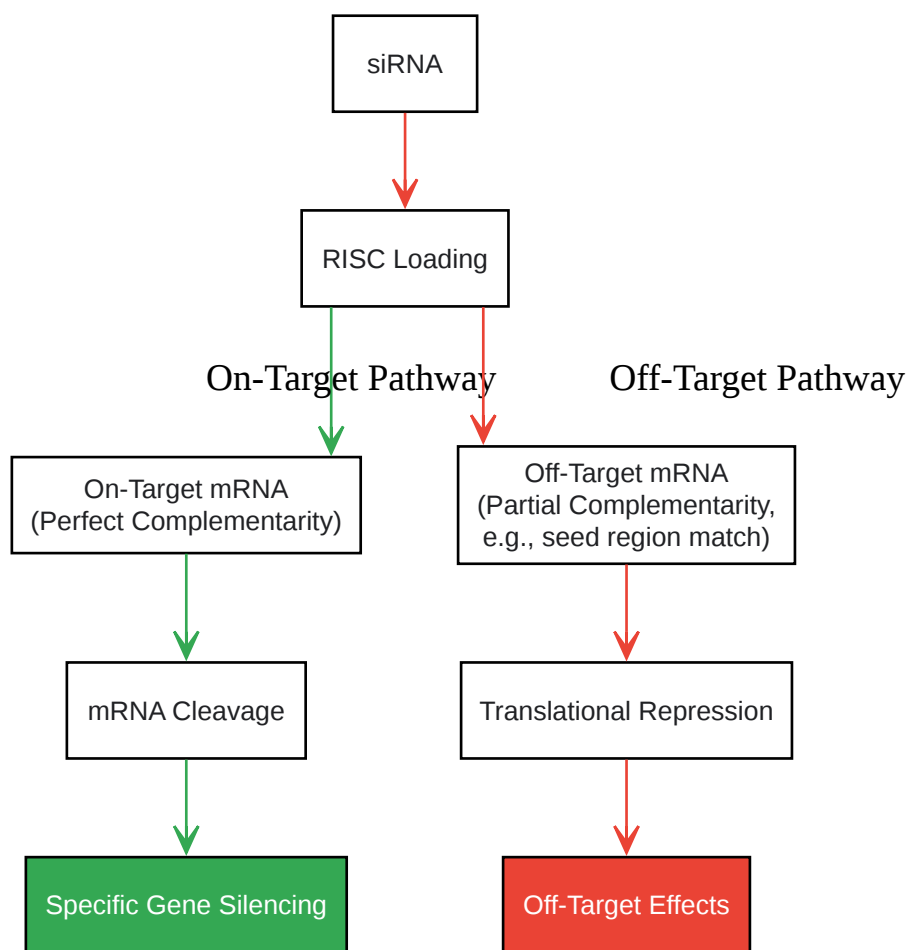 siRNA
RISC Loading
On-Target Pathway
Off-Target Pathway
On-Target mRNA
(Perfect Complementarity)
Off-Target mRNA
(Partial Complementarity,
e.g., seed region match)
mRNA Cleavage
Translational Repression
Specific Gene Silencing
Off-Target Effects